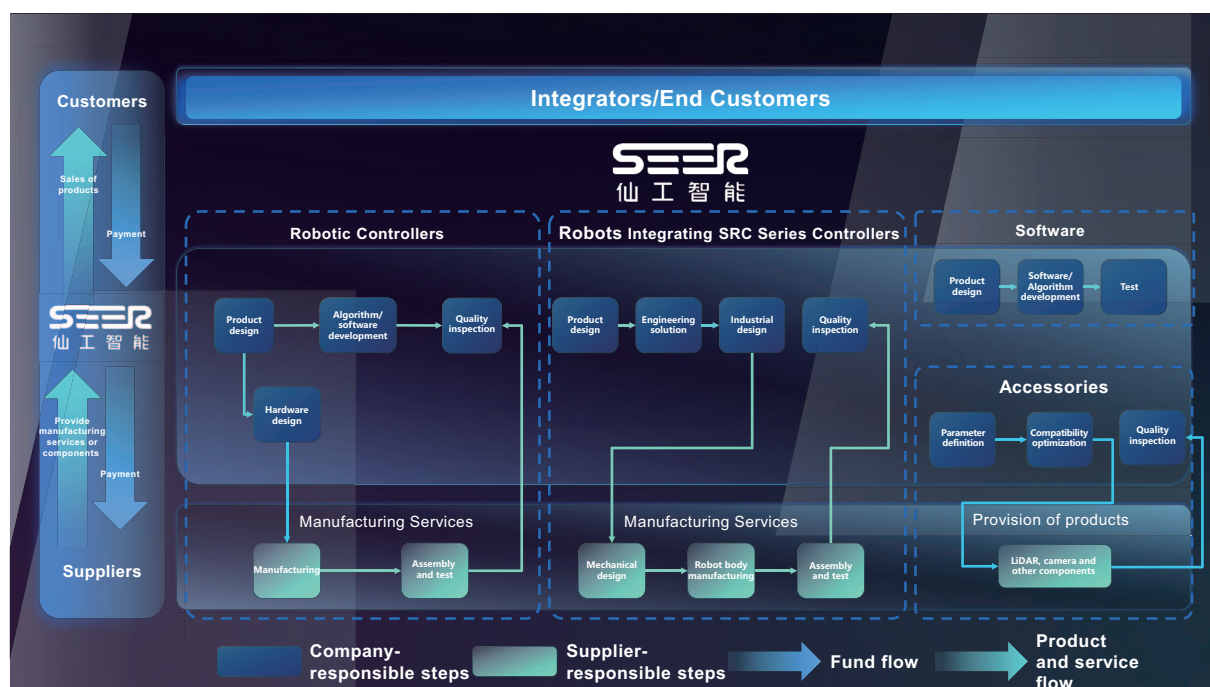 Customers
Sales of
products
Payment
SEER
仙工智能
Provide
manufacturing
services or
components
Payment
Suppliers
Integrators/End Customers
SEER
仙工智能
Robotic Controllers
Product
design
Algorithm/
software
development
Quality
inspection
Hardware
design
Manufacturing Services
Manufacturing
Assembly
and test
Robots Integrating SRC Series Controllers
Product
design
Engineering
solution
Industrial
design
Quality
inspection
Manufacturing Services
Mechanical
design
Robot body
manufacturing
Assembly
and test
Software
Product
design
Software/
Algorithm
development
Test
Accessories
Parameter
definition
Compatibility
optimization
Quality
inspection
Provision of products
LiDAR, camera and
other components
Company-
responsible steps
Supplier-
responsible steps
Fund flow
Product
and service
flow